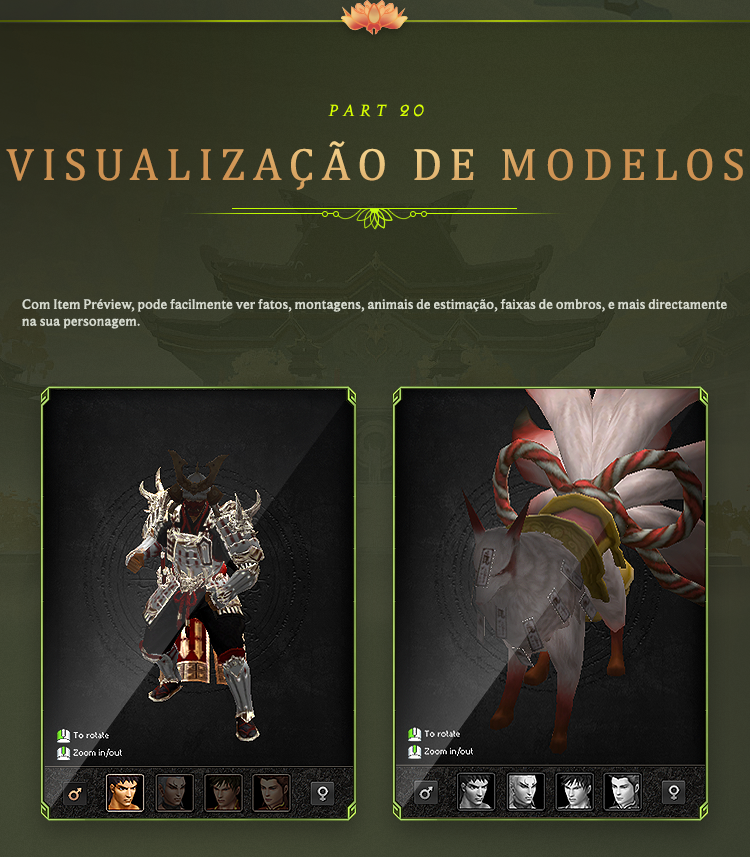 PART 20
VISUALIZAÇÃO DE MODELOS
Com Item Préview, pode facilmente ver fatos, montagens, animais de estimação, faixas de ombros, e mais directamente
na sua personagem.
To rotate
Zoom in/out
To rotate
Zoom in/out